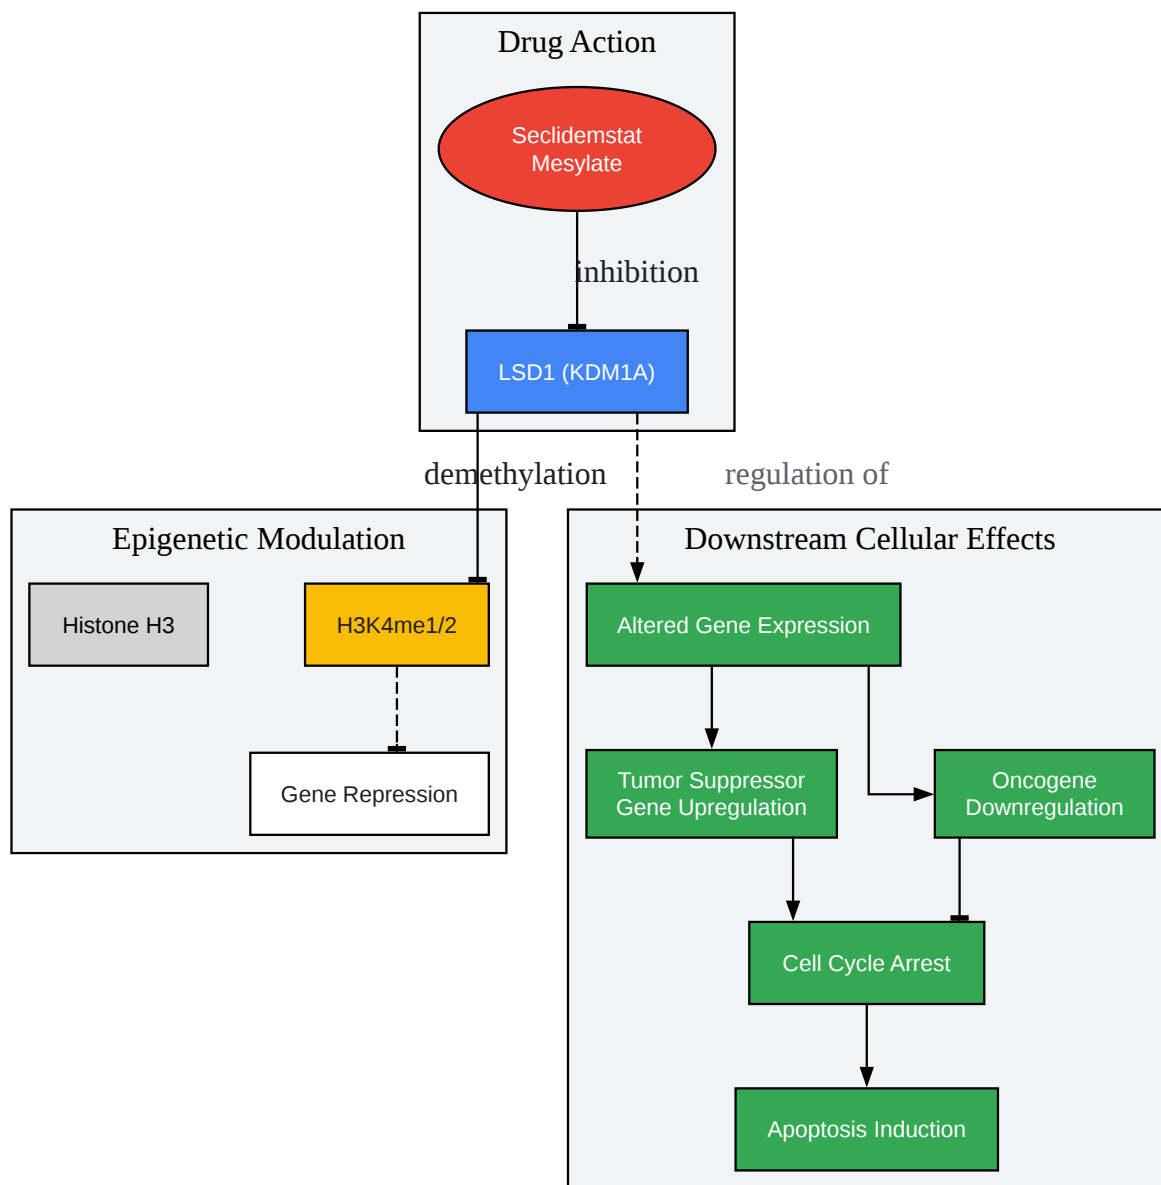 Drug Action
Seclidemstat
Mesylate
inhibition
LSD1 (KDM1A)
demethylation
regulation of
Epigenetic Modulation
Histone H3
H3K4me1/2
Gene Repression
Downstream Cellular Effects
Altered Gene Expression
Tumor Suppressor
Gene Upregulation
Oncogene
Downregulation
Cell Cycle Arrest
Apoptosis Induction